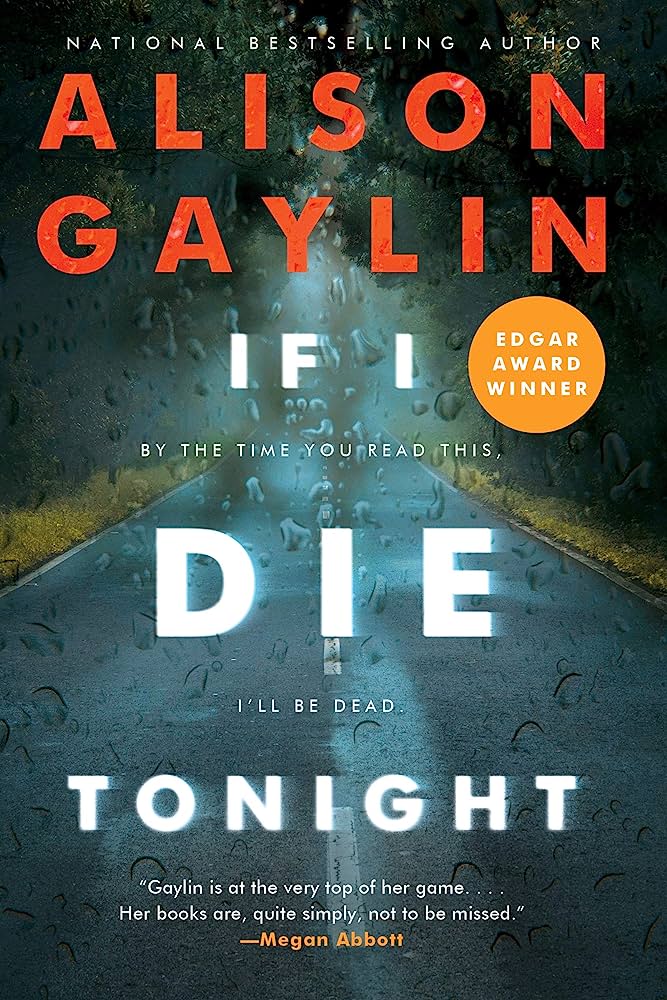 NATIONAL BESTSELLING AUTHOR
ALISON
GAYLIN
IF I
EDGAR
AWARD
WINNER
BY THE TIME YOU READ THIS,
DIE
I'LL BE DEAD.
TONIGHT
“Gaylin is at the very top of her game. . . .
Her books are, quite simply, not to be missed.”
—Megan Abbott